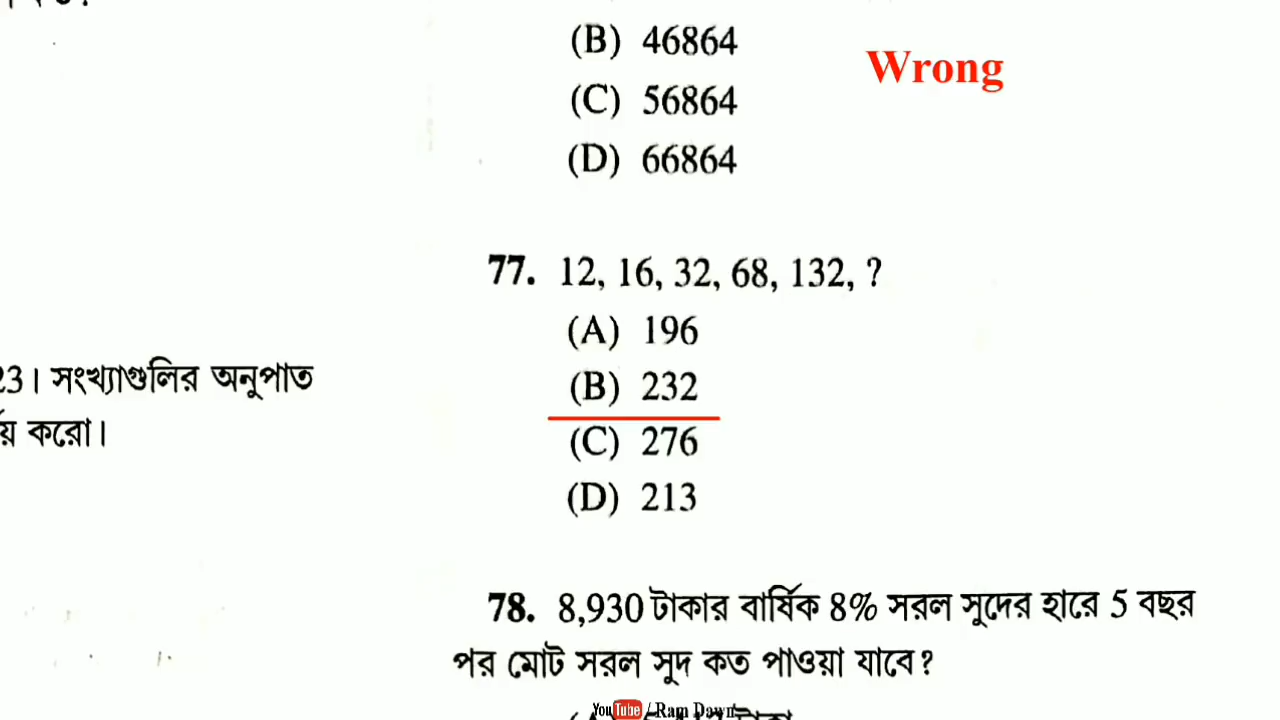 (B) 46864
Wrong
(C) 56864
(D) 66864
77. 12, 16, 32, 68, 132, ?
(A) 196
(B) 232
(C) 276
(D) 213
23। সংখ্যাগুলির অনুপাত
করো।
78. 8,930 টাকার বার্ষিক 8% সরল সুদের হারে 5 বছর
পর মোট সরল সুদ কত পাওয়া যাবে?
YouTube / Ram Dawn